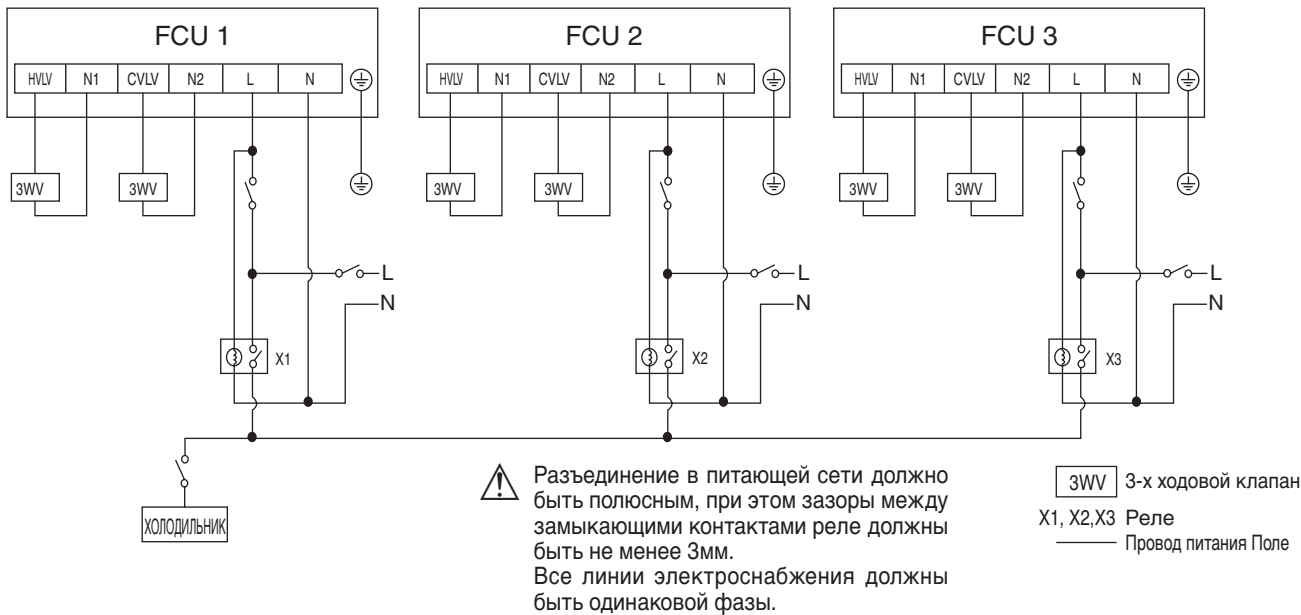 FCU 1
FCU 2
FCU 3
HVLV N1 CVLV N2 L N
HVLV N1 CVLV N2 L N
HVLV N1 CVLV N2 L N
3WV
3WV
3WV
3WV
3WV
3WV
L
N
L
N
L
N
X1
X2
X3
ХОЛОДИЛЬНИК
Разъединение в питающей сети должно
быть полюсным, при этом зазоры между
замыкающими контактами реле должны
быть не менее 3мм.
Все линии электроснабжения должны
быть одинаковой фазы.
3WV 3-х ходовой клапан
X1, X2,X3 Реле
Провод питания Поле